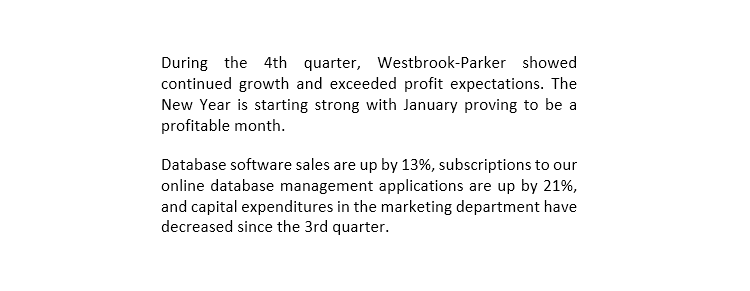 During the 4th quarter, Westbrook-Parker showed
continued growth and exceeded profit expectations. The
New Year is starting strong with January proving to be a
profitable month.
Database software sales are up by 13%, subscriptions to our
online database management applications are up by 21%,
and capital expenditures in the marketing department have
decreased since the 3rd quarter.